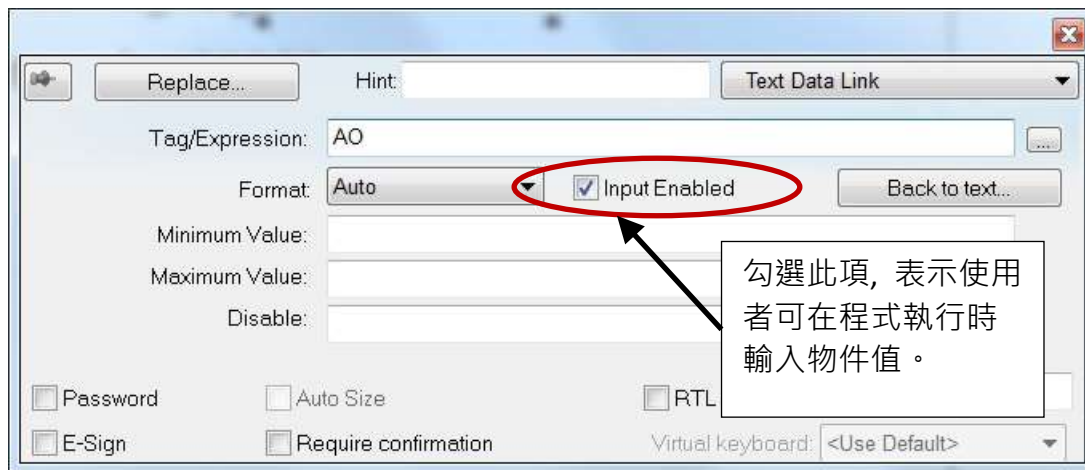 Replace... Hint: Text Data Link
Tag/Expression: AO ...
Format: Auto Input Enabled Back to text...
Minimum Value:
Maximum Value:
Disable:
勾選此項, 表示使用
者可在程式執行時
輸入物件值。
Password Auto Size RTL
E-Sign Require confirmation Virtual keyboard: <Use Default>